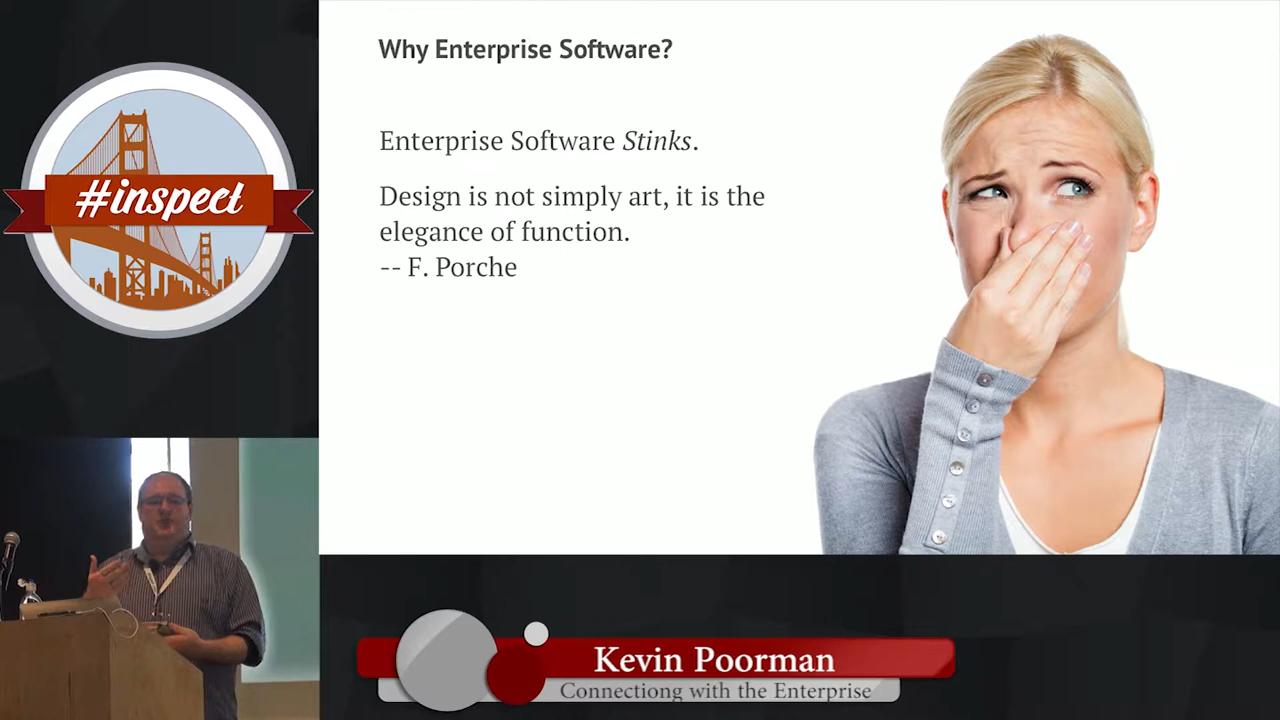 #inspect
Why Enterprise Software?
Enterprise Software Stinks.
Design is not simply art, it is the
elegance of function.
-- F. Porche
Kevin Poorman
Connectiong with the Enterprise